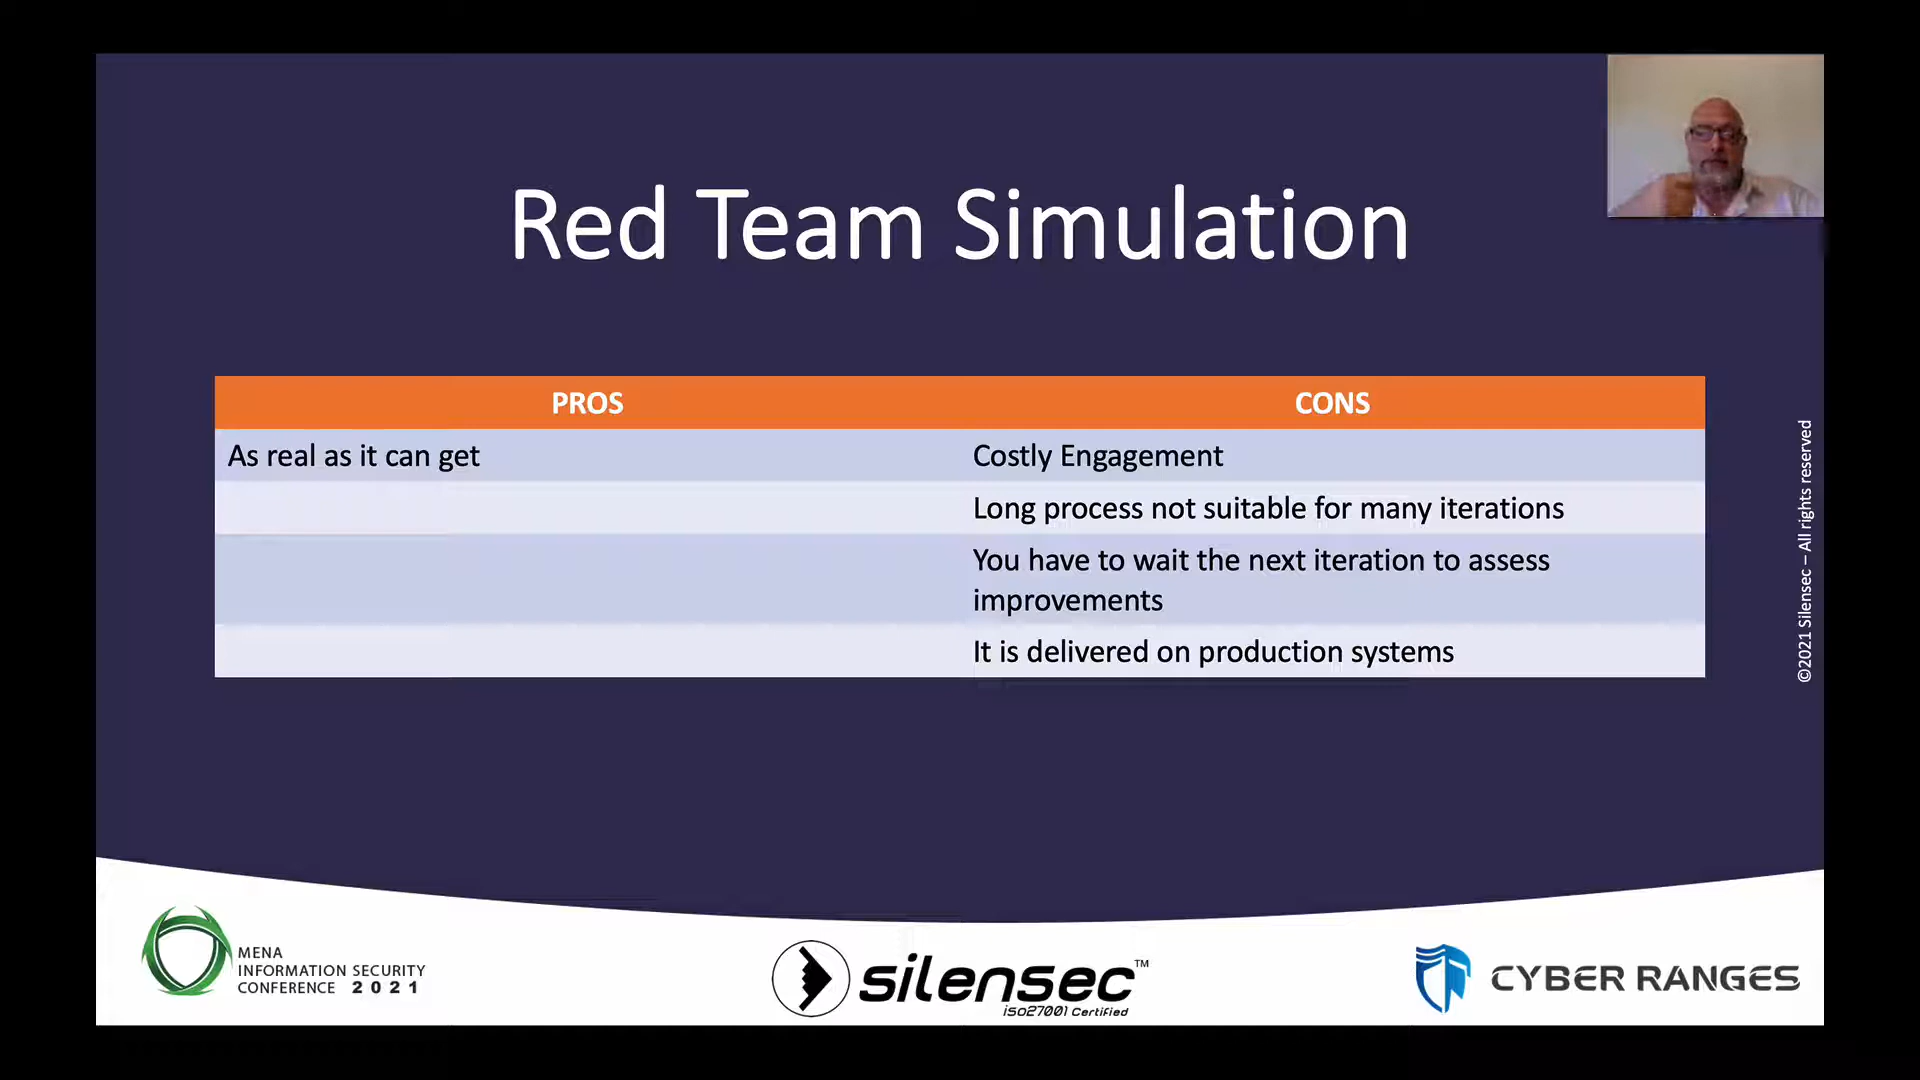 Red Team Simulation
PROS
CONS
As real as it can get
Costly Engagement
Long process not suitable for many iterations
You have to wait the next iteration to assess
improvements
It is delivered on production systems
©2021 Silensec – All rights reserved
MENA
INFORMATION SECURITY
CONFERENCE 2021
silensec™
iso27001 Certified
CYBER RANGES